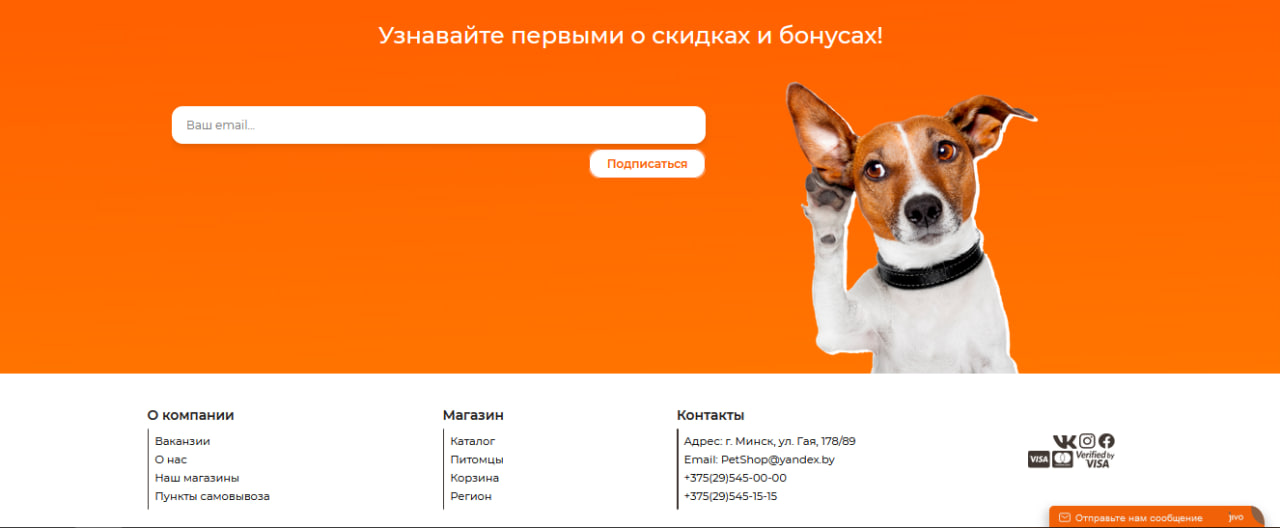 Узнавайте первыми о скидках и бонусах!
Ваш email...
Подписаться
О компании
Вакансии
О нас
Наш магазины
Пункты самовывоза
Магазин
Каталог
Питомцы
Корзина
Регион
Контакты
Адрес: г. Минск, ул. Гая, 178/89
Email: PetShop@yandex.by
+375(29)545-00-00
+375(29)545-15-15
VISA
Verified by
VISA
Отправьте нам сообщение
jivo